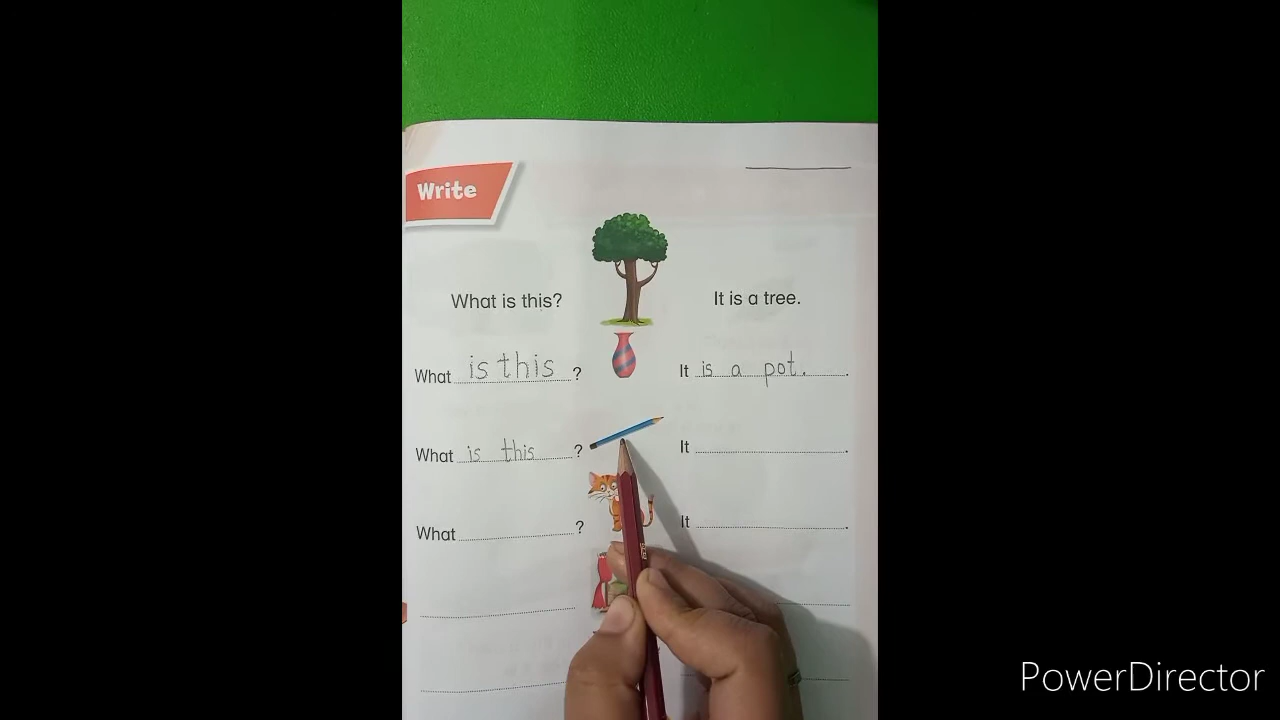 Write
What is this? It is a tree.
What is this ? It is a pot. .
What is this ? It .
What ? It .
PowerDirector